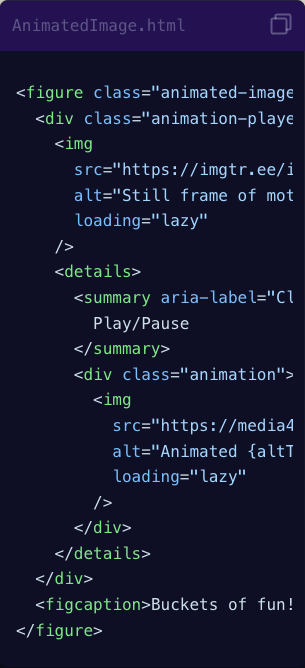 AnimatedImage.html
<figure class="animated-image
<div class="animation-playe
<img
src="https://imgtr.ee/i
alt="Still frame of mot
loading="lazy"
/>
<details>
<summary aria-label="Cl
Play/Pause
</summary>
<div class="animation">
<img
src="https://media4
alt="Animated {altT
loading="lazy"
/>
</div>
</details>
</div>
<figcaption>Buckets of fun!
</figure>